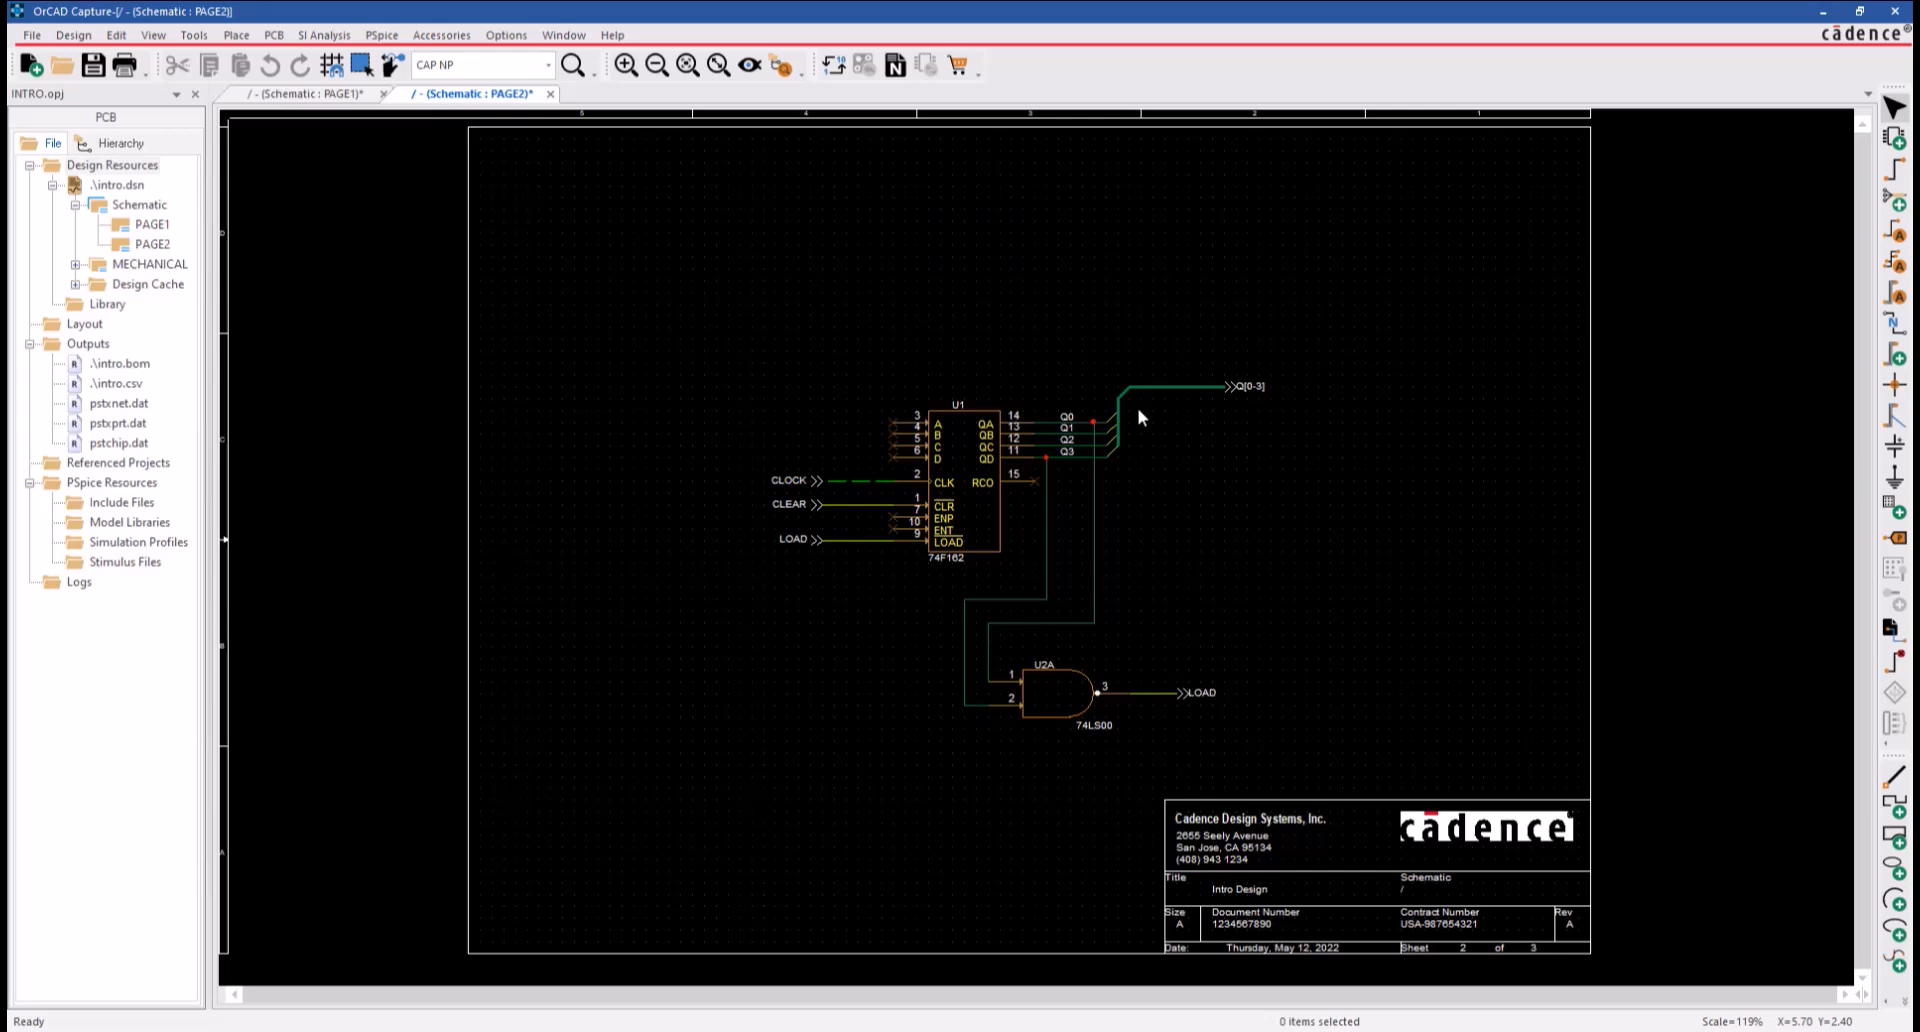 OrCAD Capture-[/ - (Schematic : PAGE2)]
File Design Edit View Tools Place PCB SI Analysis PSpice Accessories Options Window Help
cādence®
CAP NP
INTRO.opj
/ - (Schematic : PAGE1)*
/ - (Schematic : PAGE2)*
PCB
File Hierarchy
Design Resources
.\intro.dsn
Schematic
PAGE1
PAGE2
MECHANICAL
Design Cache
Library
Layout
Outputs
.\intro.bom
.\intro.csv
pstxnet.dat
pstxprt.dat
pstchip.dat
Referenced Projects
PSpice Resources
Include Files
Model Libraries
Simulation Profiles
Stimulus Files
Logs
5 4 3 2 1
D
C
B
A
Q[0-3]
U1
3 A QA 14 Q0
4 B QB 13 Q1
5 C QC 12 Q2
6 D QD 11 Q3
CLOCK 2 CLK RCO 15
CLEAR 1 CLR
7 ENP
10 ENT
LOAD 9 LOAD
74F162
U2A
1
2
3
LOAD
74LS00
Cadence Design Systems, Inc.
2655 Seely Avenue
San Jose, CA 95134
(408) 943 1234
cādence
Title
Intro Design
Schematic
/
Size
A
Document Number
1234567890
Contract Number
USA-987654321
Rev
A
Date: Thursday, May 12, 2022
Sheet 2 of 3
Ready
0 items selected
Scale=119% X=5.70 Y=2.40